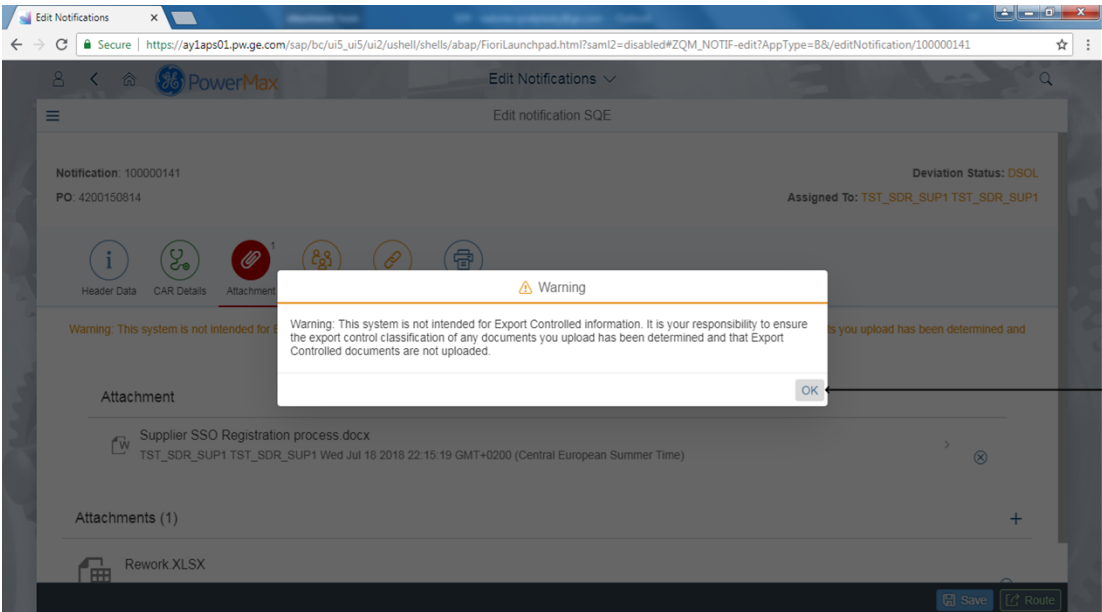 Edit Notifications
Secure https://ay1aps01.pw.ge.com/sap/bc/ui5_ui5/ui2/ushell/shells/abap/FioriLaunchpad.html?saml2=disabled#ZQM_NOTIF-edit?AppType=B&/editNotification/100000141
PowerMax
Edit Notifications
Edit notification SQE
Notification: 100000141
Deviation Status: DSOL
PO: 4200150814
Assigned To: TST_SDR_SUP1 TST_SDR_SUP1
1
Header Data
CAR Details
Attachment
Warning
Warning: This system is not intended for E
ts you upload has been determined and
Warning: This system is not intended for Export Controlled information. It is your responsibility to ensure
the export control classification of any documents you upload has been determined and that Export
Controlled documents are not uploaded.
OK
Attachment
Supplier SSO Registration process.docx
TST_SDR_SUP1 TST_SDR_SUP1 Wed Jul 18 2018 22:15:19 GMT+0200 (Central European Summer Time)
Attachments (1)
Rework.XLSX
Save
Route